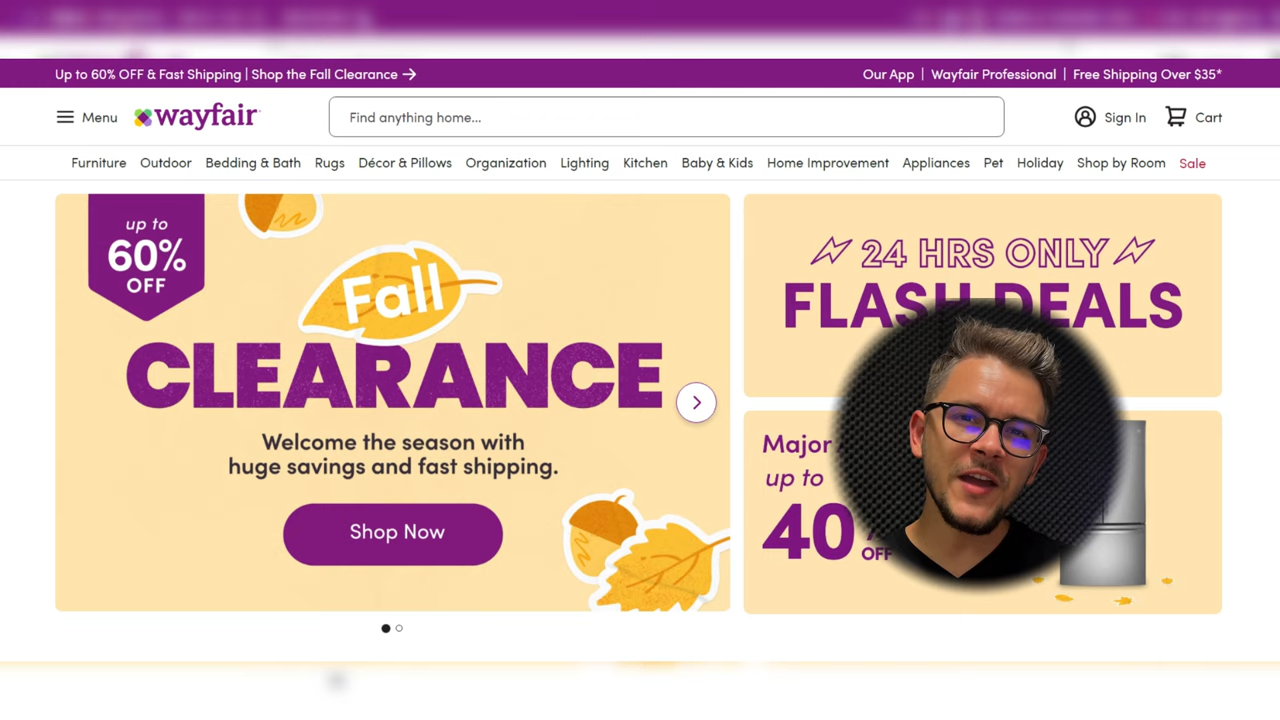 Up to 60% OFF & Fast Shipping | Shop the Fall Clearance →
Our App | Wayfair Professional | Free Shipping Over $35*
Menu
wayfair
Find anything home...
Sign In
Cart
Furniture Outdoor Bedding & Bath Rugs Décor & Pillows Organization Lighting Kitchen Baby & Kids Home Improvement Appliances Pet Holiday Shop by Room Sale
up to
60%
OFF
Fall
CLEARANCE
Welcome the season with
huge savings and fast shipping.
Shop Now
24 HRS ONLY
FLASH DEALS
Major
up to
40%
OFF